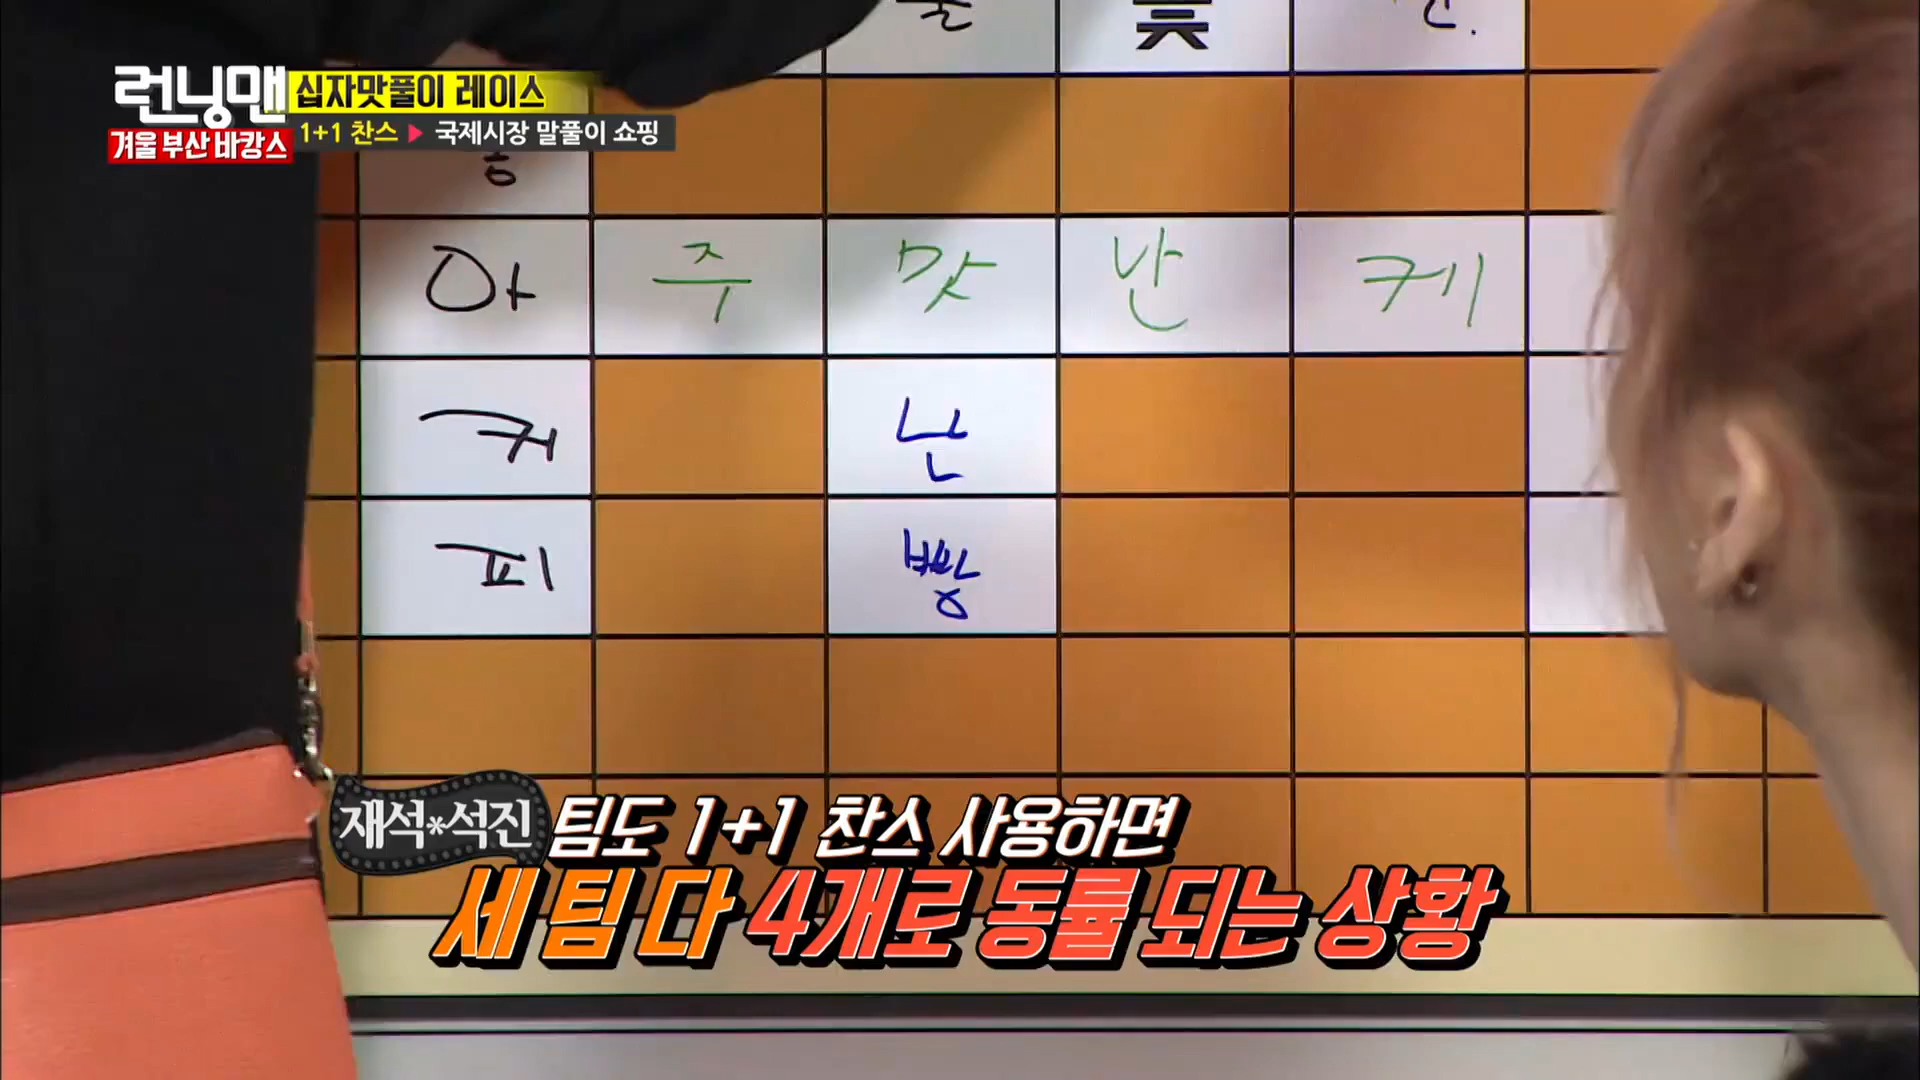 런닝맨 십자맛풀이 레이스
겨울 부산 바캉스 1+1 찬스 ▶ 국제시장 말풀이 쇼핑
아 주 맛 난 케
커 난
피 방
재석*석진 팀도 1+1 찬스 사용하면
세 팀 다 4개로 동률 되는 상황